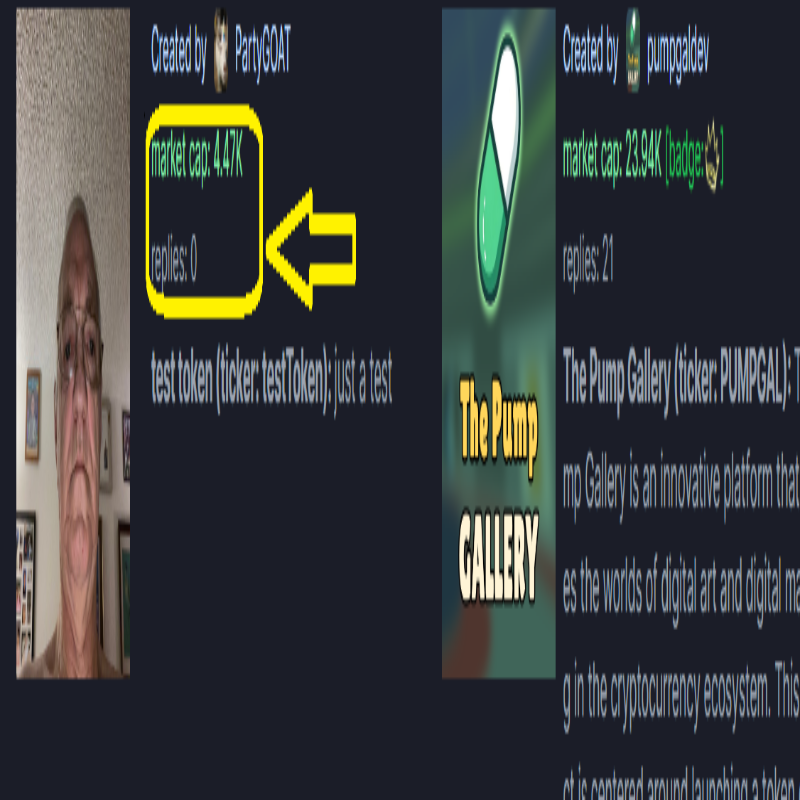 Created by PartyGOAT
market cap: 4.47K
replies: 0
test token (ticker: testToken): just a test
The Pump
GALLERY
Created by pumpgaldev
market cap: 23.94K [badge: ]
replies: 21
The Pump Gallery (ticker: PUMPGAL): T
mp Gallery is an innovative platform that
es the worlds of digital art and digital ma
g in the cryptocurrency ecosystem. This
ct is centered around launching a token